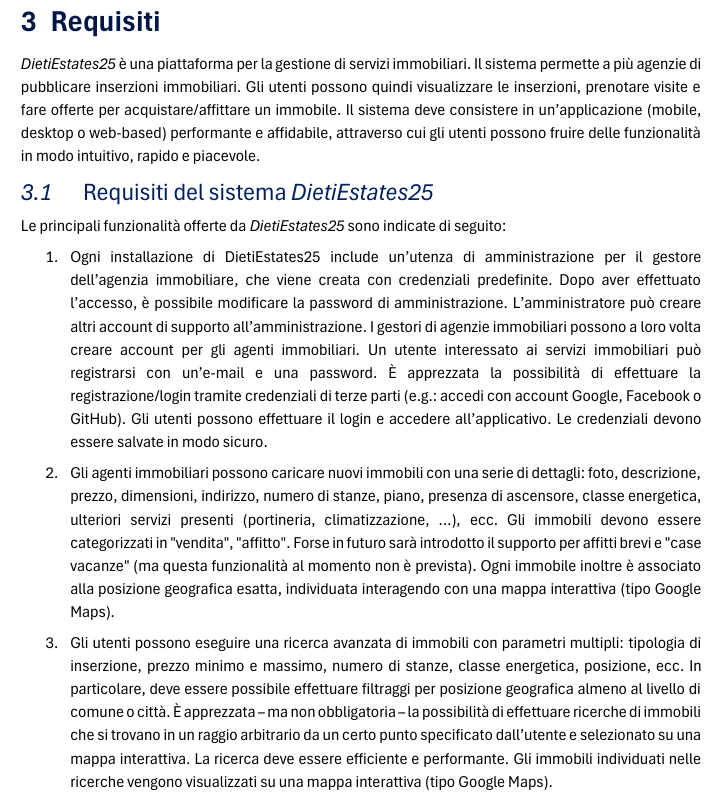 3 Requisiti
DietiEstates25 è una piattaforma per la gestione di servizi immobiliari. Il sistema permette a più agenzie di
pubblicare inserzioni immobiliari. Gli utenti possono quindi visualizzare le inserzioni, prenotare visite e
fare offerte per acquistare/affittare un immobile. Il sistema deve consistere in un’applicazione (mobile,
desktop o web-based) performante e affidabile, attraverso cui gli utenti possono fruire delle funzionalità
in modo intuitivo, rapido e piacevole.
3.1 Requisiti del sistema DietiEstates25
Le principali funzionalità offerte da DietiEstates25 sono indicate di seguito:
1. Ogni installazione di DietiEstates25 include un’utenza di amministrazione per il gestore
dell’agenzia immobiliare, che viene creata con credenziali predefinite. Dopo aver effettuato
l’accesso, è possibile modificare la password di amministrazione. L’amministratore può creare
altri account di supporto all’amministrazione. I gestori di agenzie immobiliari possono a loro volta
creare account per gli agenti immobiliari. Un utente interessato ai servizi immobiliari può
registrarsi con un’e-mail e una password. È apprezzata la possibilità di effettuare la
registrazione/login tramite credenziali di terze parti (e.g.: accedi con account Google, Facebook o
GitHub). Gli utenti possono effettuare il login e accedere all’applicativo. Le credenziali devono
essere salvate in modo sicuro.
2. Gli agenti immobiliari possono caricare nuovi immobili con una serie di dettagli: foto, descrizione,
prezzo, dimensioni, indirizzo, numero di stanze, piano, presenza di ascensore, classe energetica,
ulteriori servizi presenti (portineria, climatizzazione, ...), ecc. Gli immobili devono essere
categorizzati in "vendita", "affitto". Forse in futuro sarà introdotto il supporto per affitti brevi e "case
vacanze" (ma questa funzionalità al momento non è prevista). Ogni immobile inoltre è associato
alla posizione geografica esatta, individuata interagendo con una mappa interattiva (tipo Google
Maps).
3. Gli utenti possono eseguire una ricerca avanzata di immobili con parametri multipli: tipologia di
inserzione, prezzo minimo e massimo, numero di stanze, classe energetica, posizione, ecc. In
particolare, deve essere possibile effettuare filtraggi per posizione geografica almeno al livello di
comune o città. È apprezzata – ma non obbligatoria – la possibilità di effettuare ricerche di immobili
che si trovano in un raggio arbitrario da un certo punto specificato dall’utente e selezionato su una
mappa interattiva. La ricerca deve essere efficiente e performante. Gli immobili individuati nelle
ricerche vengono visualizzati su una mappa interattiva (tipo Google Maps).